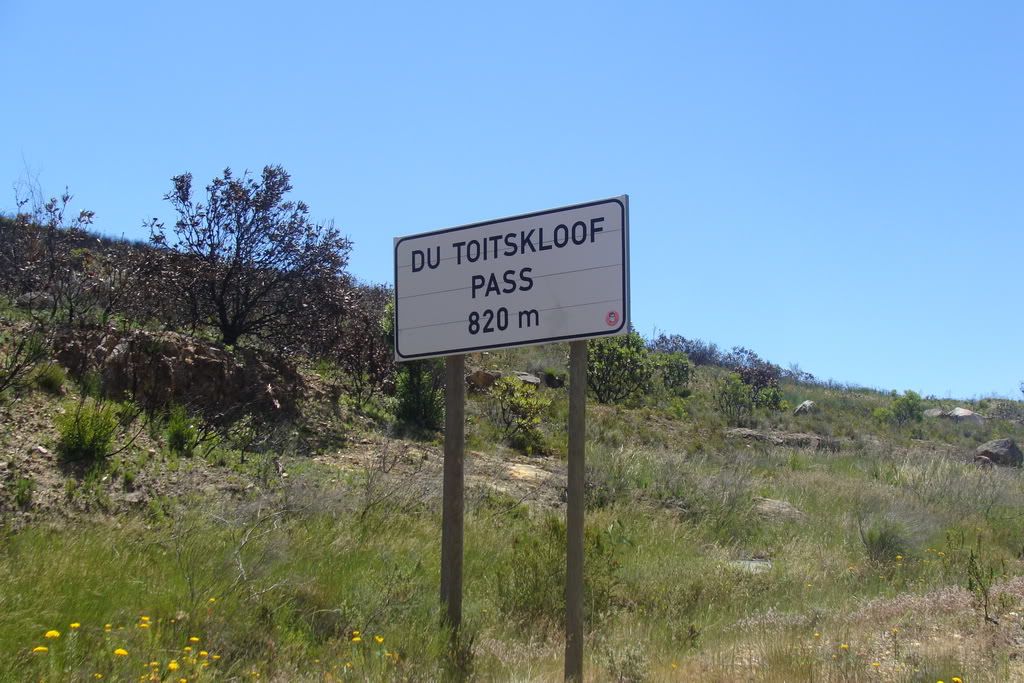 DU TOITSKLOOF
PASS
820 m